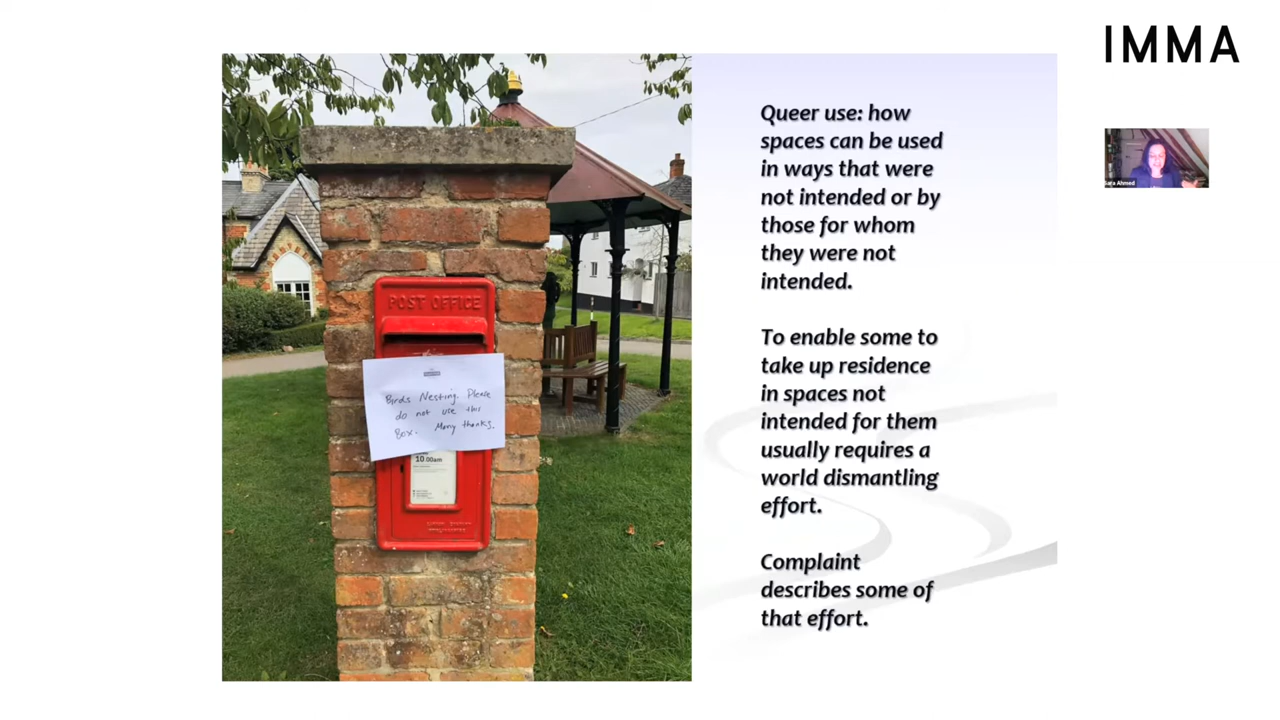 IMMA
POST OFFICE
Birds Nesting. Please
do not use this
Box. Many thanks.
10.00am
Queer use: how
spaces can be used
in ways that were
not intended or by
those for whom
they were not
intended.
To enable some to
take up residence
in spaces not
intended for them
usually requires a
world dismantling
effort.
Complaint
describes some of
that effort.
Sara Ahmed